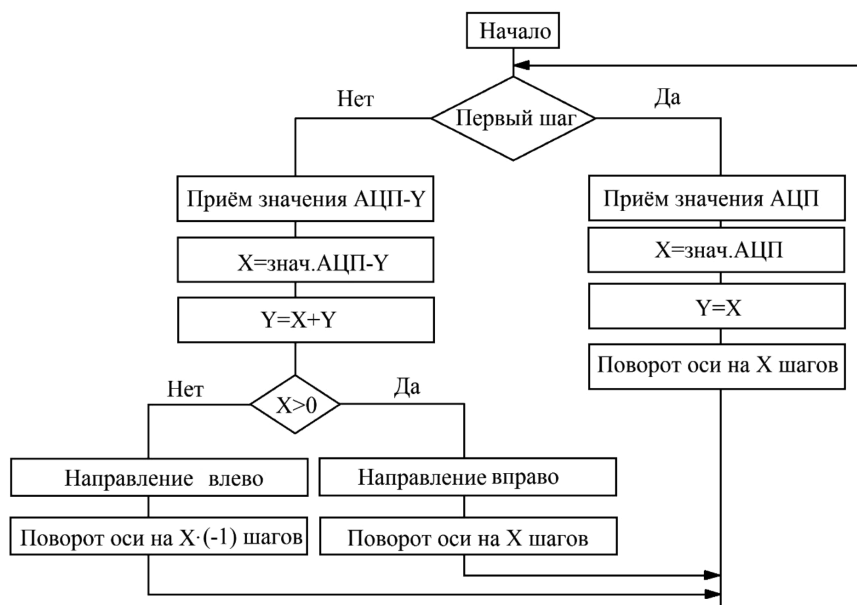 Начало
Первый шаг
Нет
Да
Приём значения АЦП-Y
X=знач.АЦП-Y
Y=X+Y
X>0
Нет
Да
Направление влево
Поворот оси на X·(-1) шагов
Направление вправо
Поворот оси на X шагов
Приём значения АЦП
X=знач.АЦП
Y=X
Поворот оси на X шагов